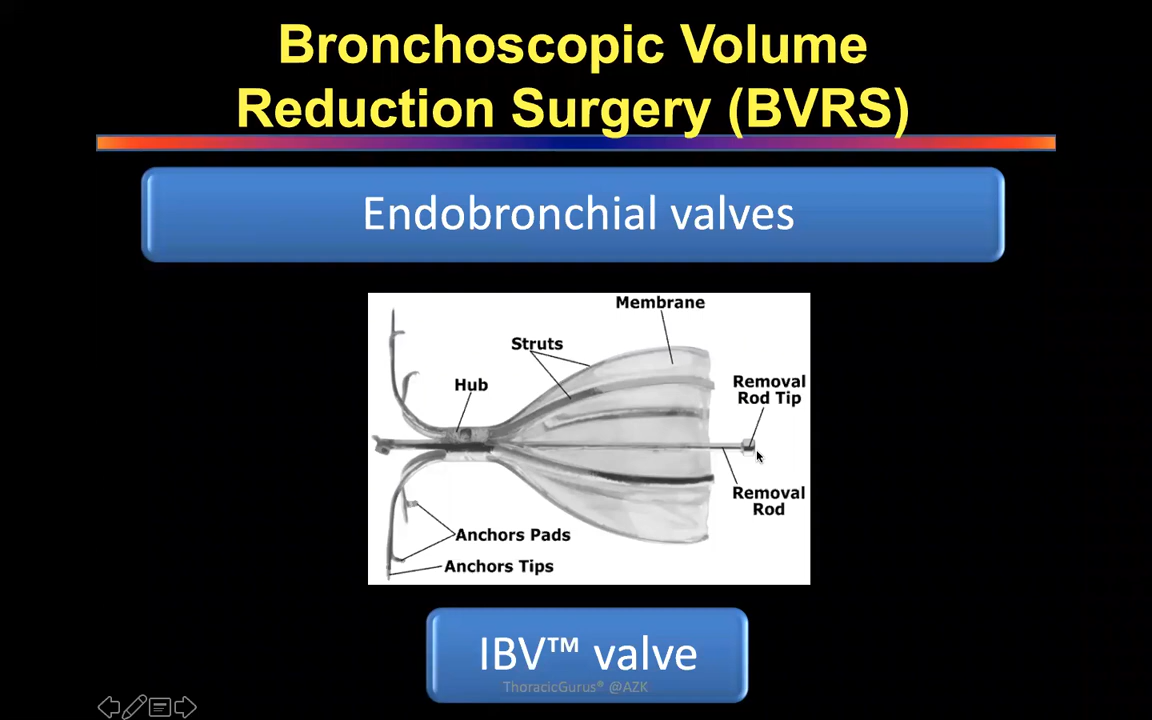 Bronchoscopic Volume
Reduction Surgery (BVRS)
Endobronchial valves
Membrane
Struts
Hub
Removal
Rod Tip
Removal
Rod
Anchors Pads
Anchors Tips
IBV™ valve
ThoracicGurus® @AZK